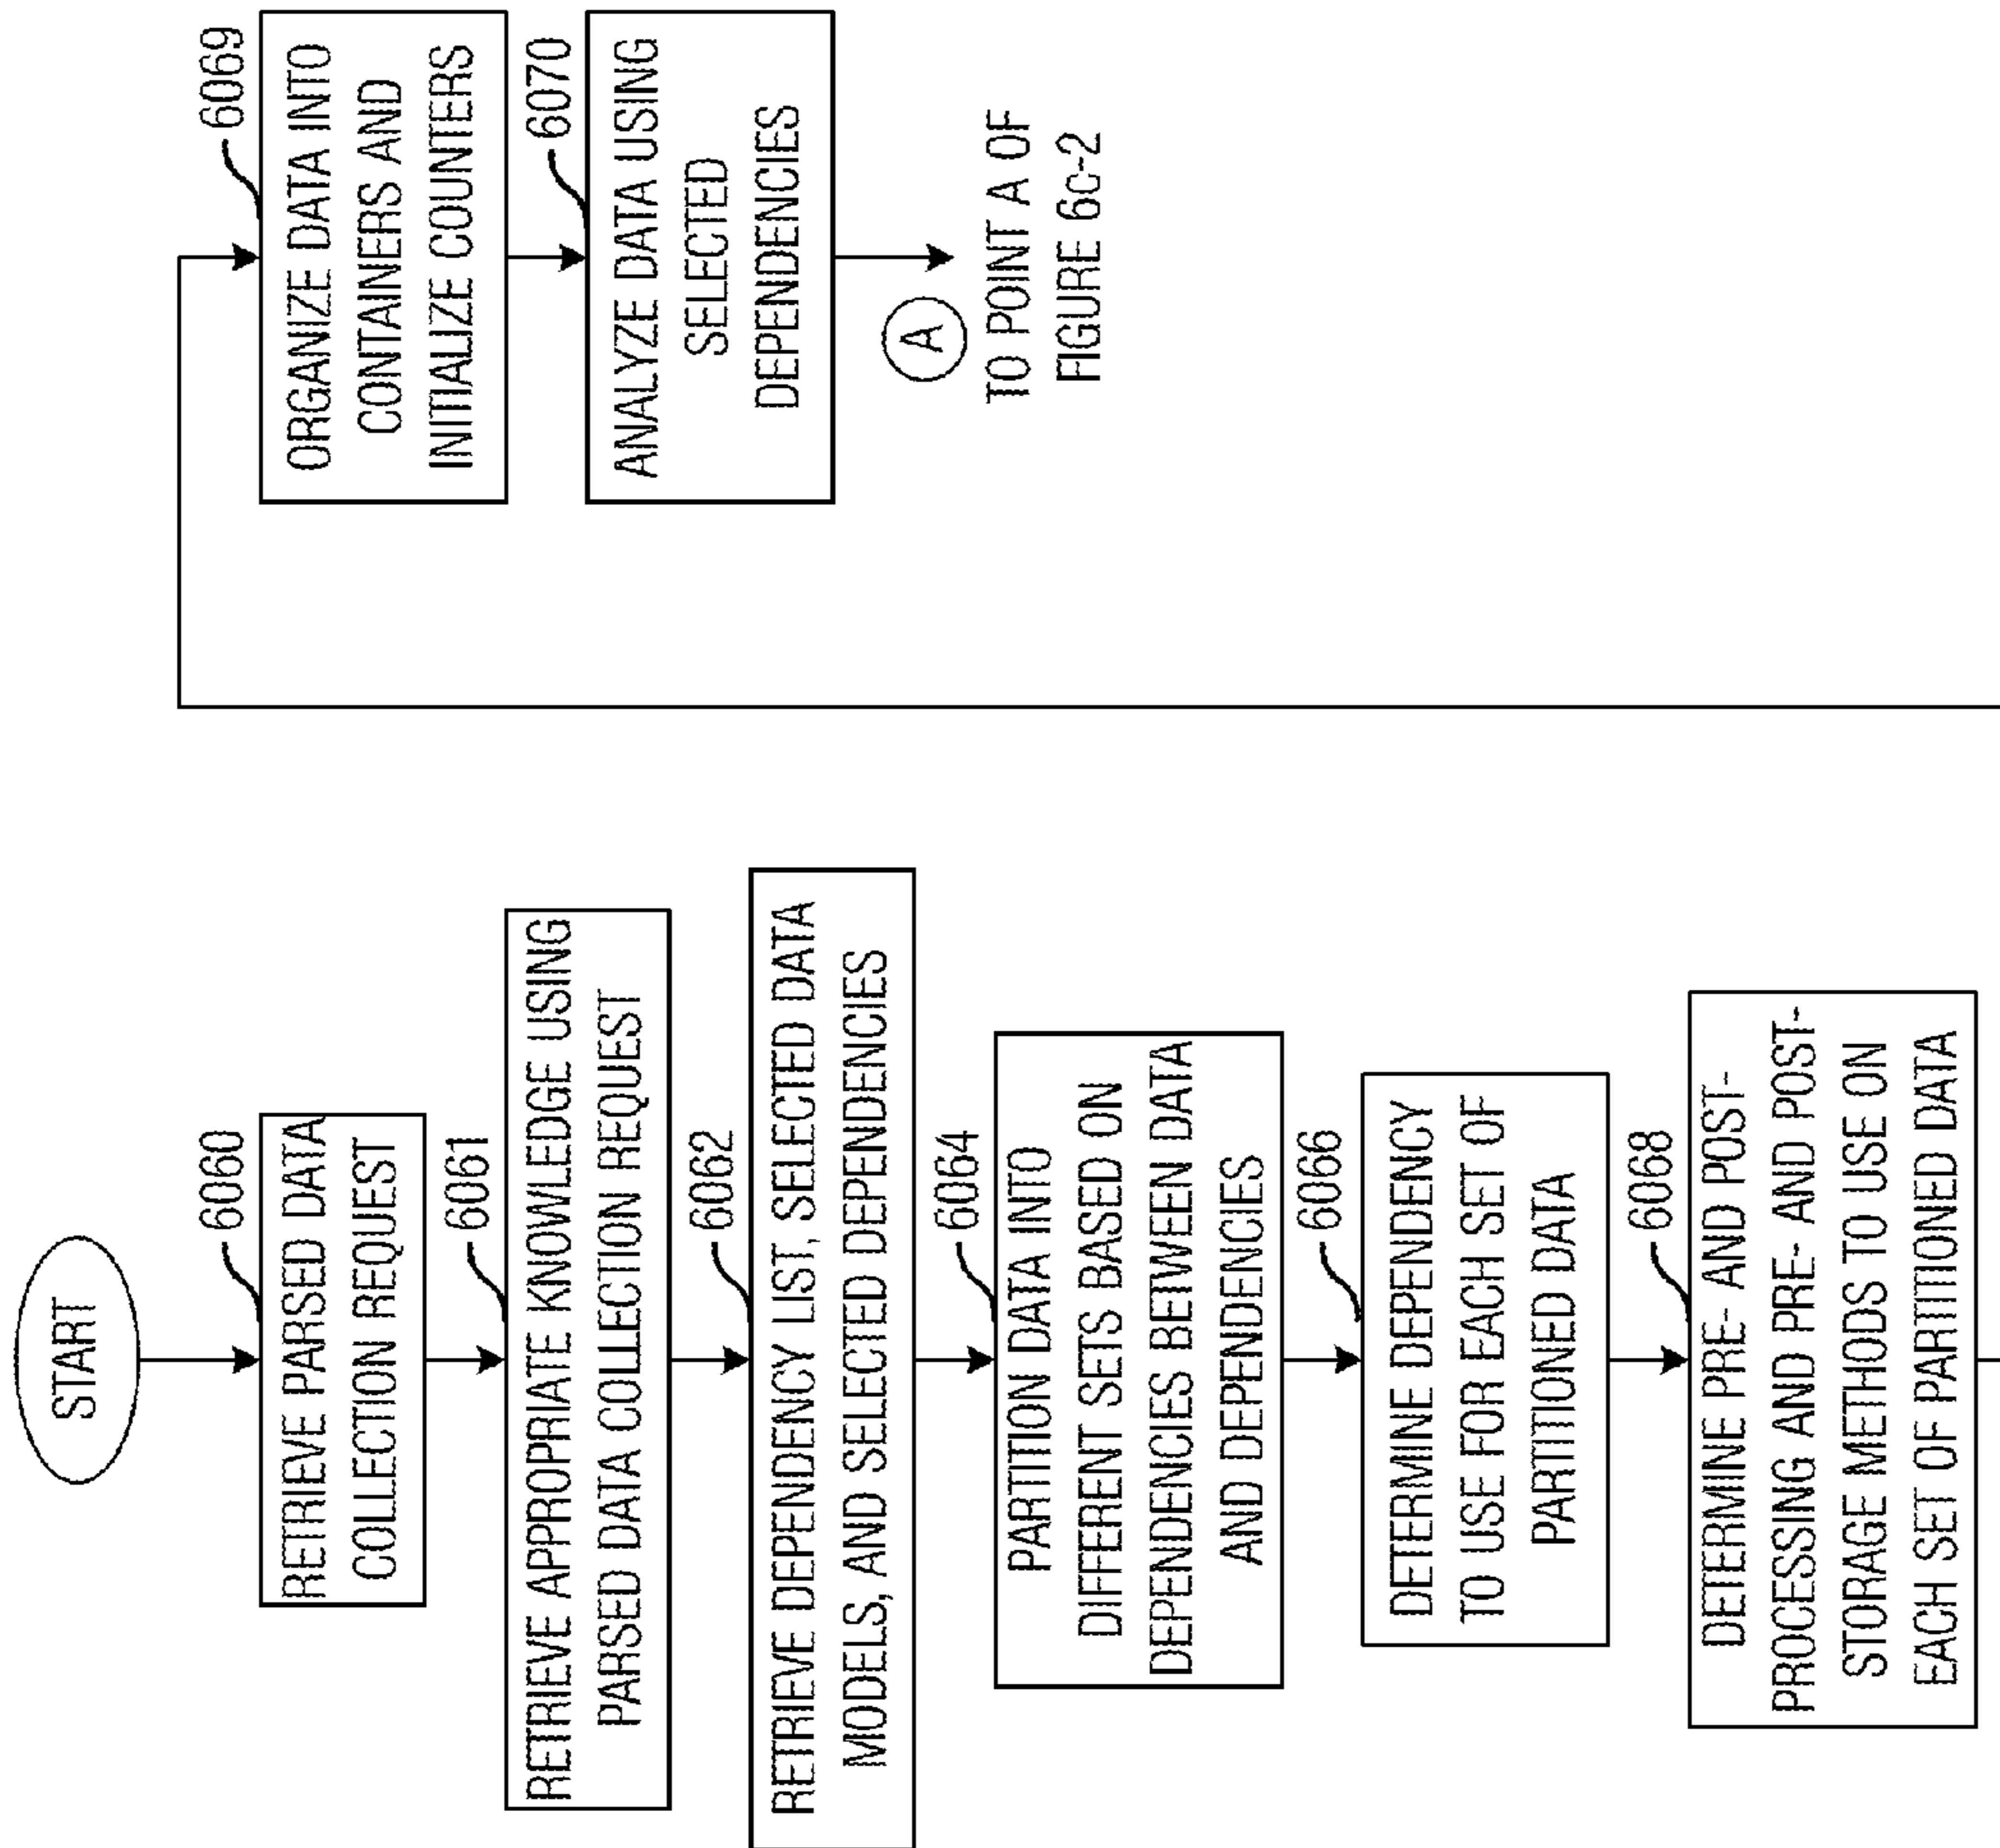 START
6060
RETRIEVE PARSED DATA
COLLECTION REQUEST
6061
RETRIEVE APPROPRIATE KNOWLEDGE USING
PARSED DATA COLLECTION REQUEST
6062
RETRIEVE DEPENDENCY LIST, SELECTED DATA
MODELS, AND SELECTED DEPENDENCIES
6064
PARTITION DATA INTO
DIFFERENT SETS BASED ON
DEPENDENCIES BETWEEN DATA
AND DEPENDENCIES
6066
DETERMINE DEPENDENCY
TO USE FOR EACH SET OF
PARTITIONED DATA
6068
DETERMINE PRE- AND POST-
PROCESSING AND PRE- AND POST-
STORAGE METHODS TO USE ON
EACH SET OF PARTITIONED DATA
6069
ORGANIZE DATA INTO
CONTAINERS AND
INITIALIZE COUNTERS
6070
ANALYZE DATA USING
SELECTED
DEPENDENCIES
A
TO POINT A OF
FIGURE 6c-2